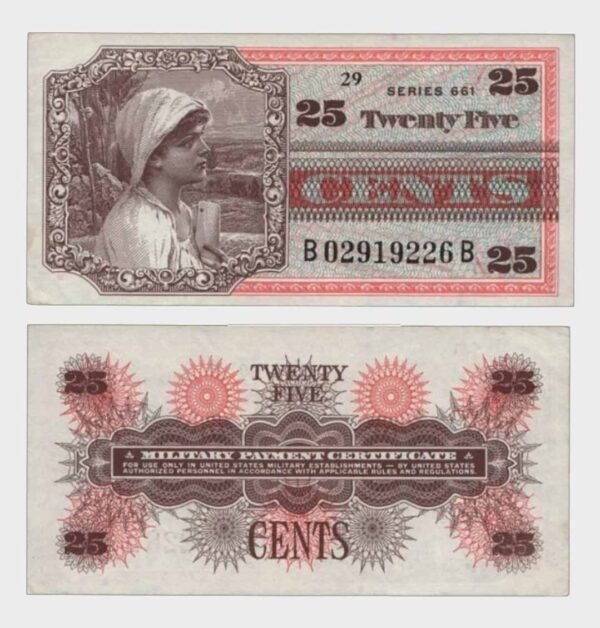 29
SERIES 661
25
25
Twenty Five
CENTS
B02919226B
25
25
TWENTY
FIVE
25
MILITARY PAYMENT CERTIFICATE
FOR USE ONLY IN UNITED STATES MILITARY ESTABLISHMENTS — BY UNITED STATES
AUTHORIZED PERSONNEL IN ACCORDANCE WITH APPLICABLE RULES AND REGULATIONS.
25
CENTS
25